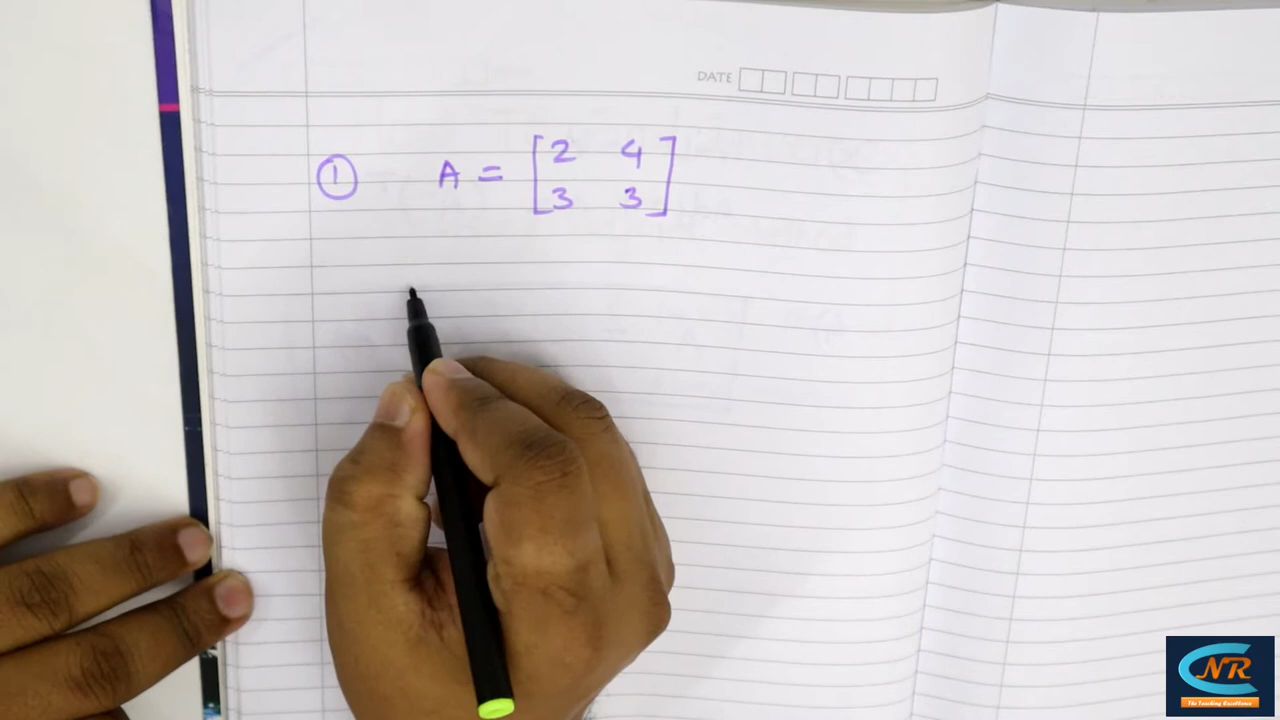 DATE
① A = [2 4
3 3]
NR
The Teaching Excellence